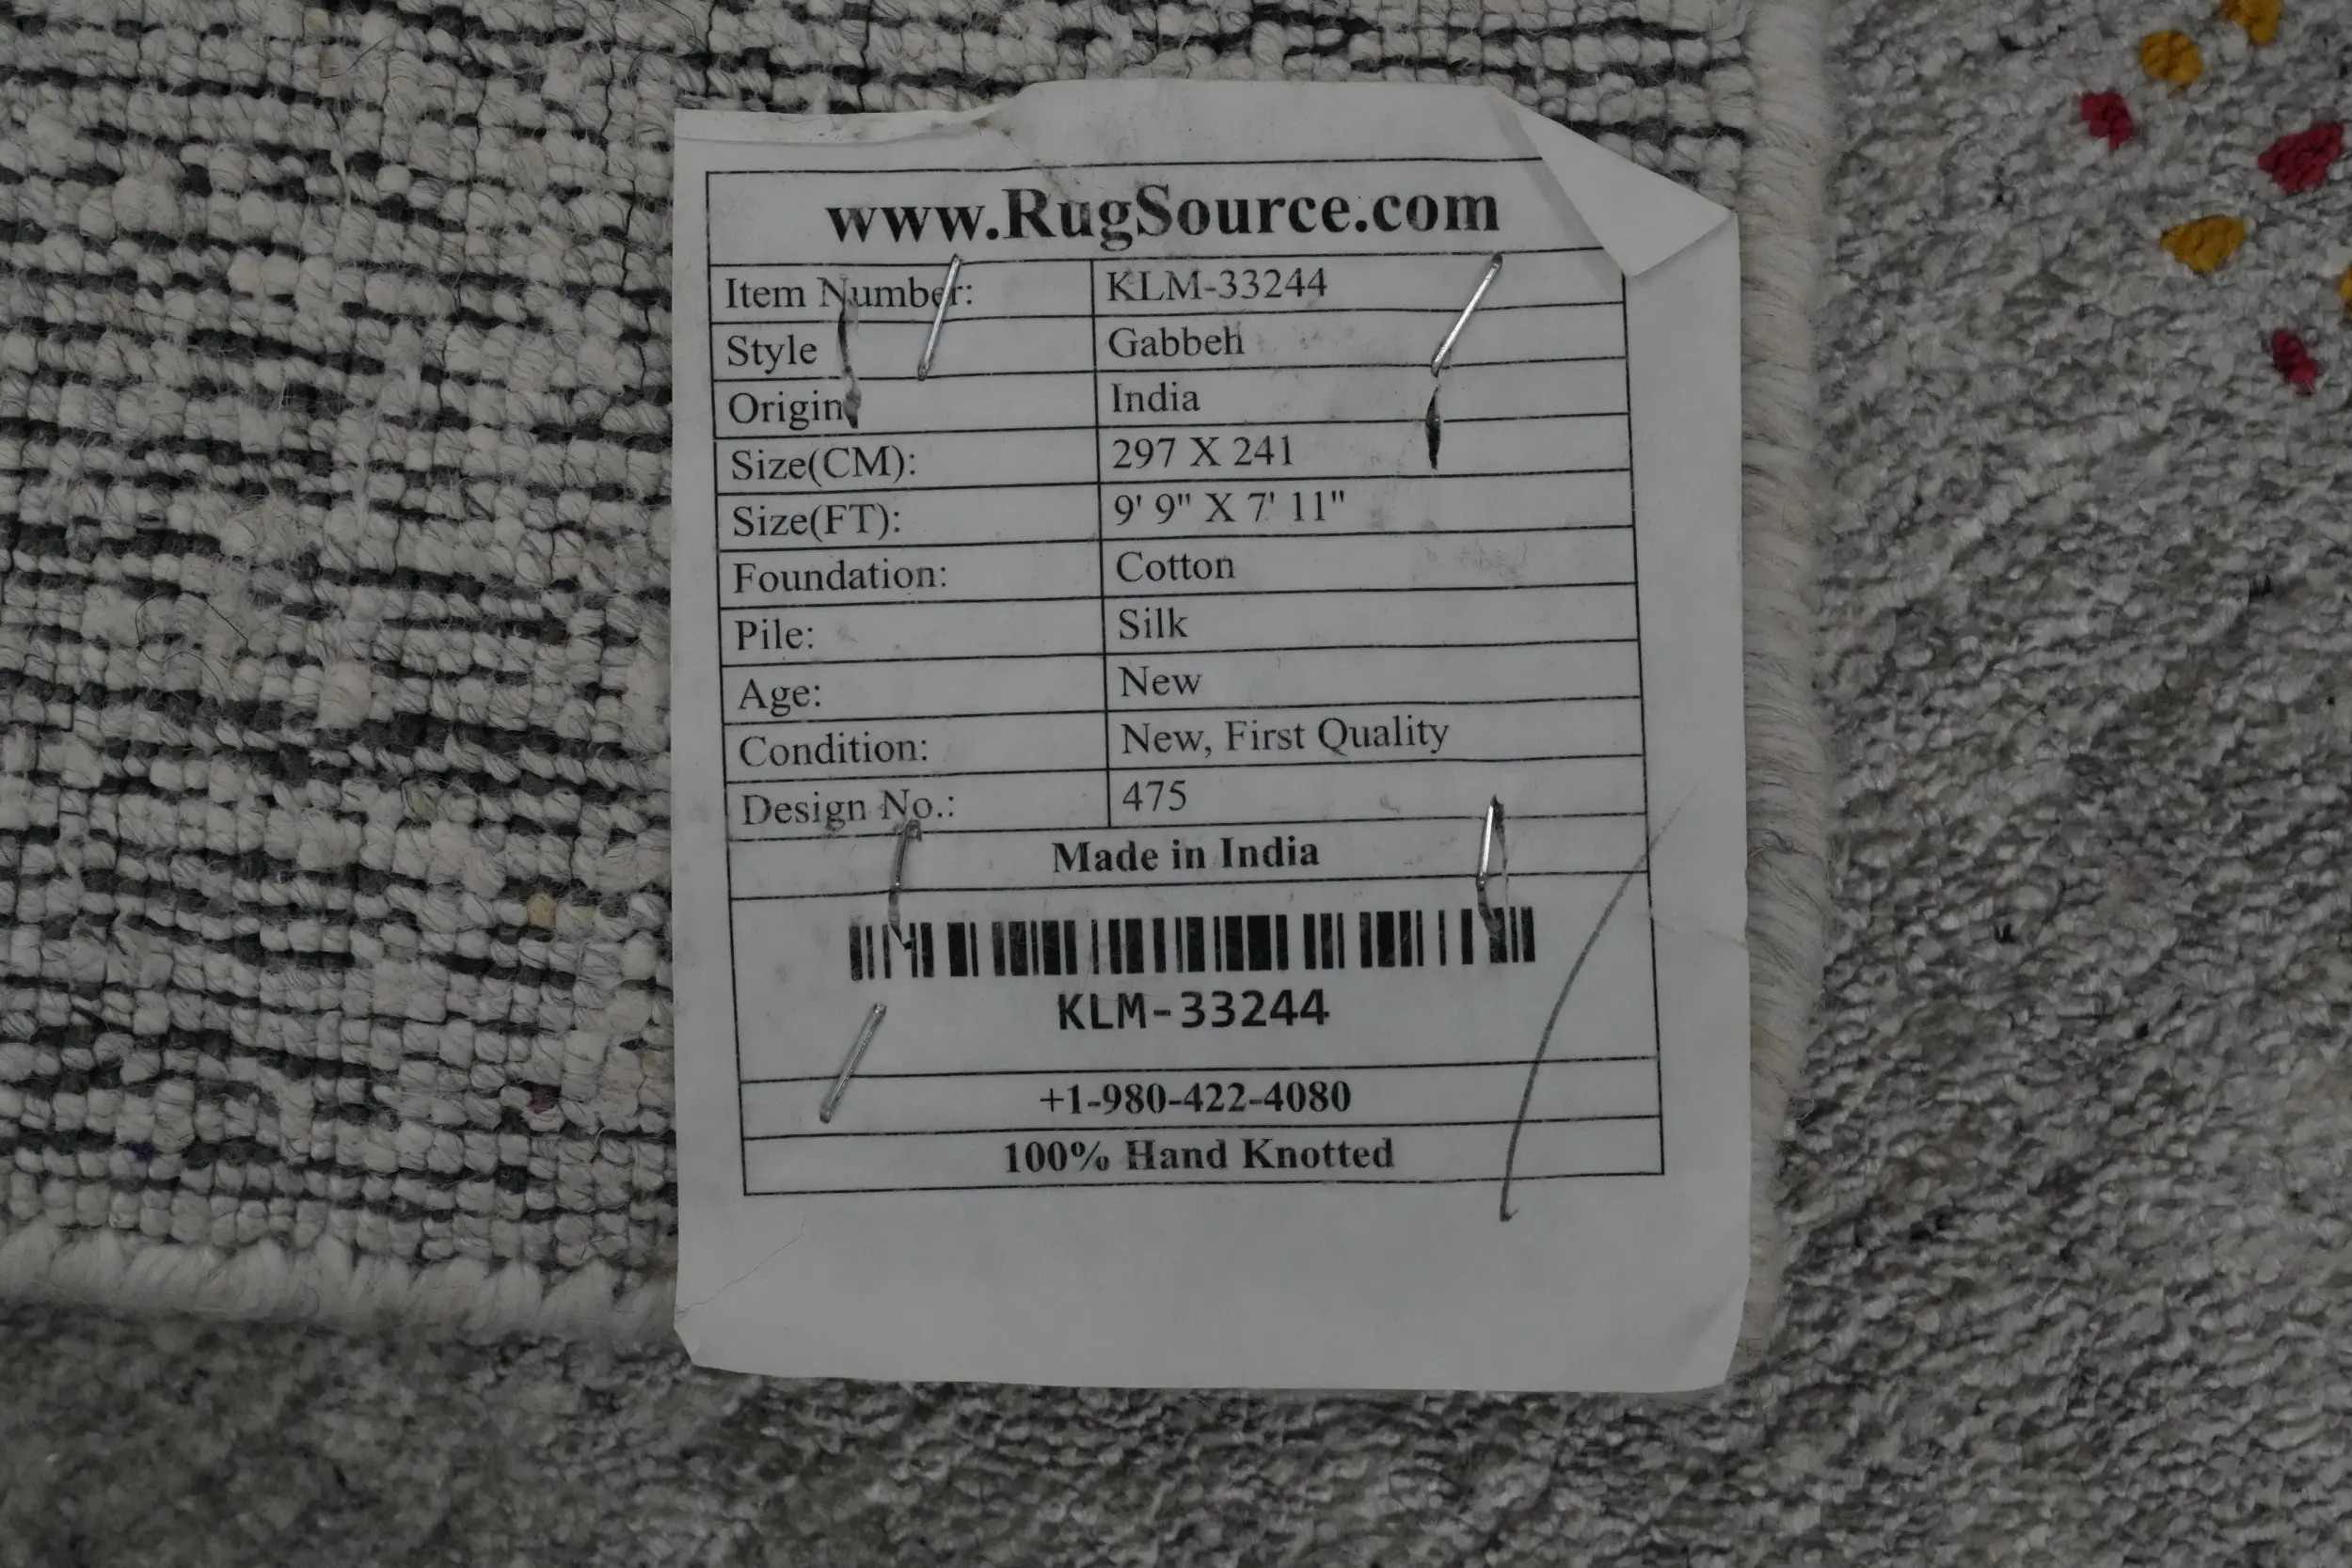 www.RugSource.com
Item Number: KLM-33244
Style Gabbeh
Origin India
Size(CM): 297 X 241
Size(FT): 9' 9" X 7' 11"
Foundation: Cotton
Pile: Silk
Age: New
Condition: New, First Quality
Design No.: 475
Made in India
KLM-33244
+1-980-422-4080
100% Hand Knotted